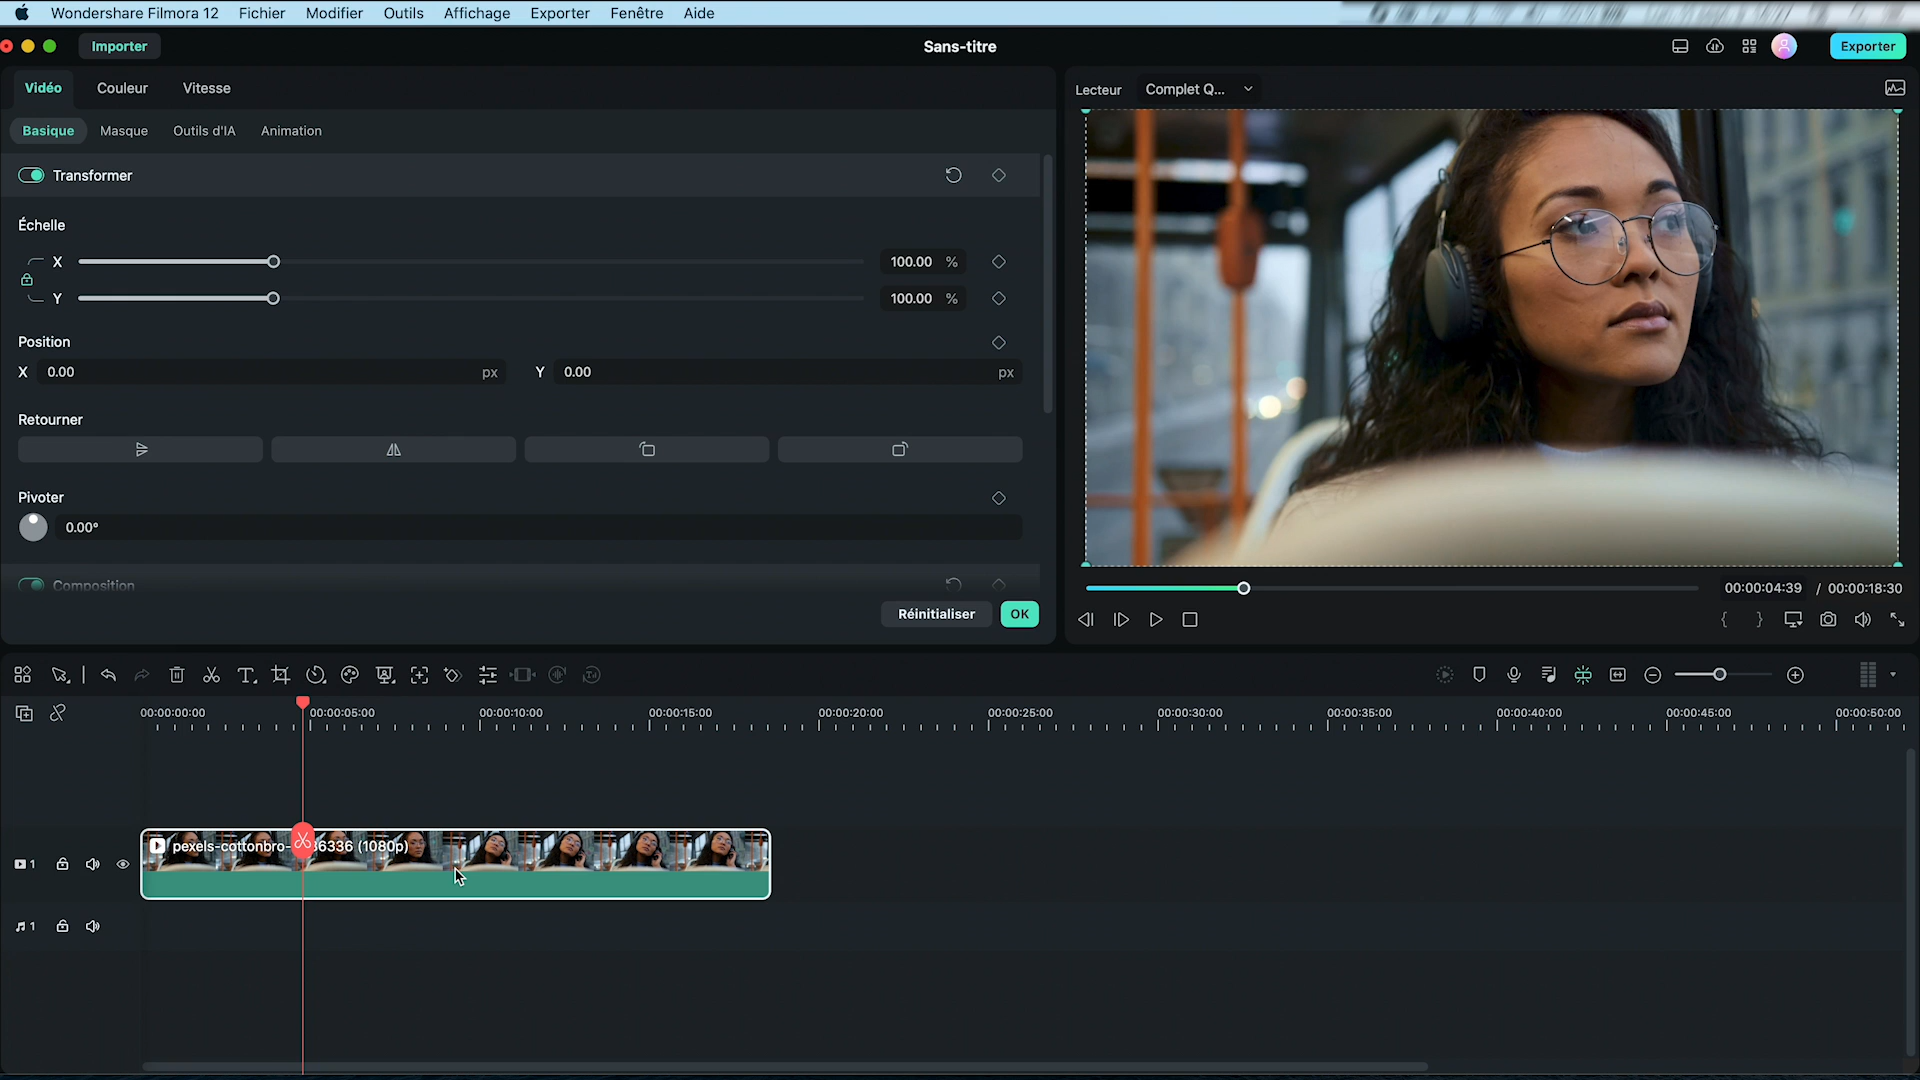 Wondershare Filmora 12 Fichier Modifier Outils Affichage Exporter Fenêtre Aide
Importer
Sans-titre
Exporter
Vidéo Couleur Vitesse
Lecteur Complet Q...
Basique Masque Outils d'IA Animation
Transformer
Échelle
X 100.00 %
Y 100.00 %
Position
X 0.00 px Y 0.00 px
Retourner
Pivoter
0.00°
Composition
Réinitialiser OK
00:00:04:39 / 00:00:18:30
00:00:00:00 00:00:05:00 00:00:10:00 00:00:15:00 00:00:20:00 00:00:25:00 00:00:30:00 00:00:35:00 00:00:40:00 00:00:45:00 00:00:50:00
pexels-cottonbro- 6336 (1080p)
1
1